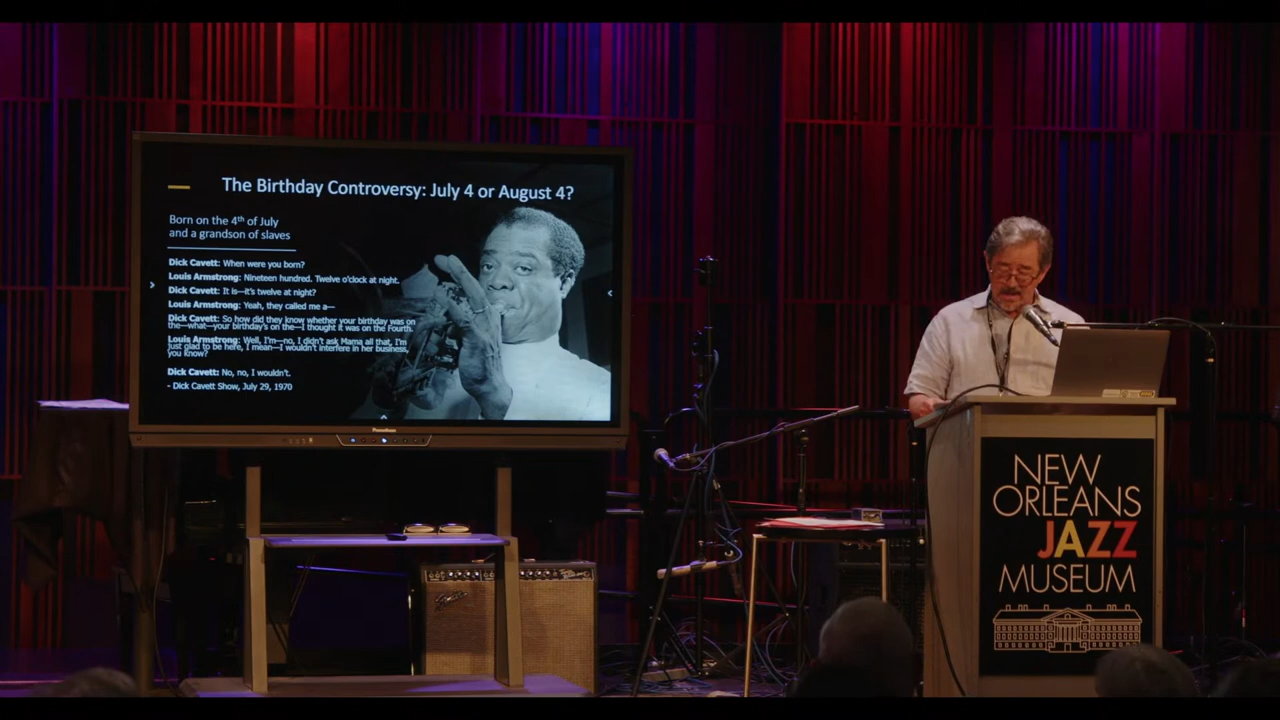 The Birthday Controversy: July 4 or August 4?
Born on the 4th of July
and a grandson of slaves
Dick Cavett: When were you born?
Louis Armstrong: Nineteen hundred. Twelve o'clock at night.
Dick Cavett: It is—it's twelve at night?
Louis Armstrong: Yeah, they called me a—
Dick Cavett: So how did they know whether your birthday was on
the—what—your birthday's on the—I thought it was on the Fourth.
Louis Armstrong: Well, I'm—no, I didn't ask Mama all that, I'm
just glad to be here, I mean—I wouldn't interfere in her business,
you know?
Dick Cavett: No, no, I wouldn't.
- Dick Cavett Show, July 29, 1970
Promethean
Fender
NEW
ORLEANS
JAZZ
MUSEUM